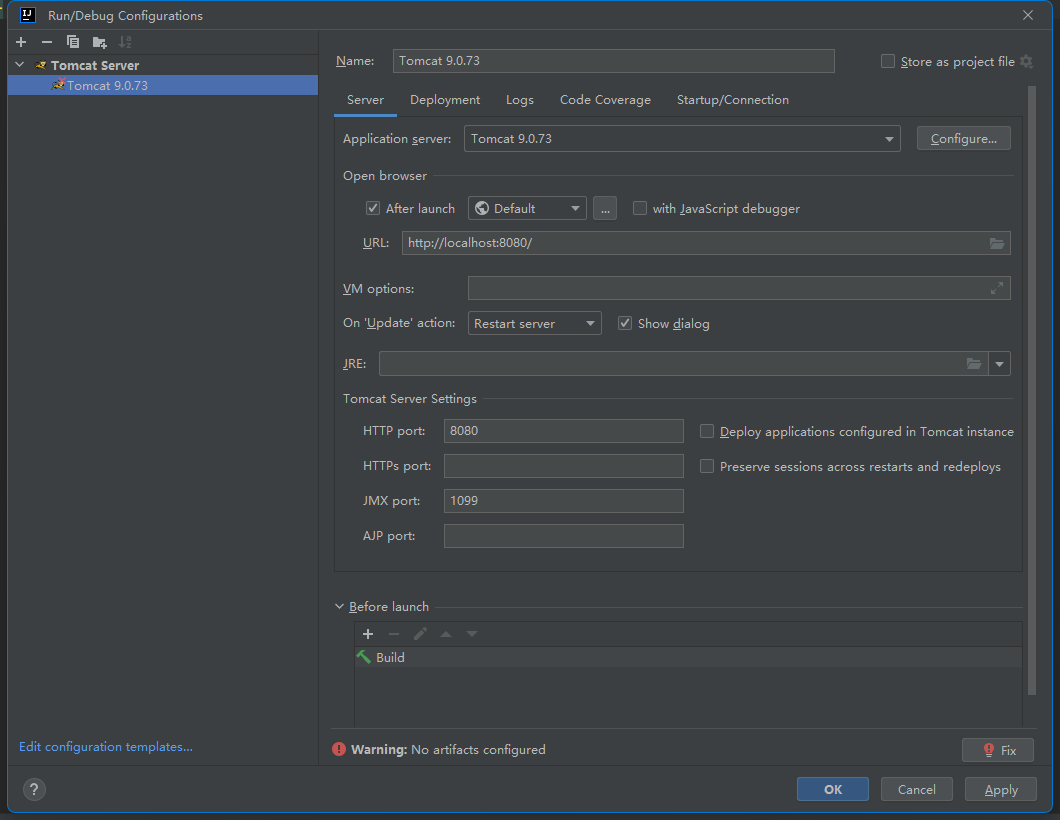 Run/Debug Configurations
Tomcat Server
Tomcat 9.0.73
Name: Tomcat 9.0.73 Store as project file
Server Deployment Logs Code Coverage Startup/Connection
Application server: Tomcat 9.0.73 Configure...
Open browser
After launch Default ... with JavaScript debugger
URL: http://localhost:8080/
VM options:
On 'Update' action: Restart server Show dialog
JRE:
Tomcat Server Settings
HTTP port: 8080 Deploy applications configured in Tomcat instance
HTTPs port: Preserve sessions across restarts and redeploys
JMX port: 1099
AJP port:
Before launch
Build
Edit configuration templates...
Warning: No artifacts configured Fix
? OK Cancel Apply